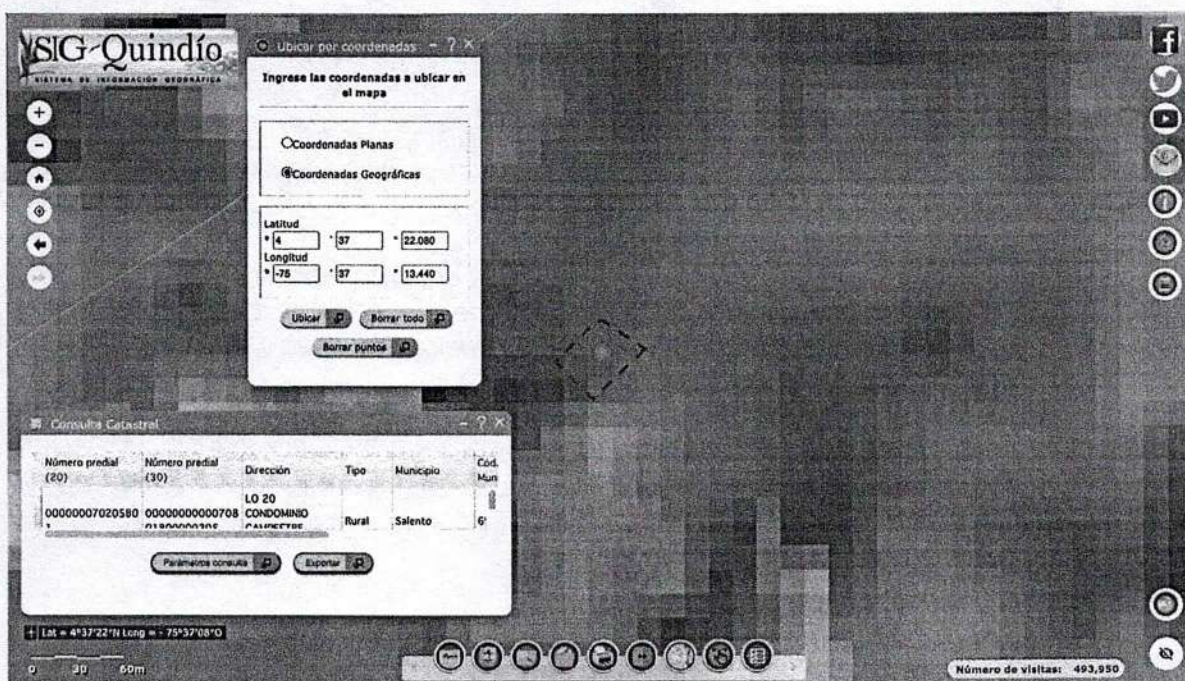 SIG-Quindío
SISTEMA DE INFORMACIÓN GEOGRÁFICA
Ubicar por coordenadas
Ingrese las coordenadas a ubicar en
el mapa
Coordenadas Planas
Coordenadas Geográficas
Latitud
° 4 ' 37 " 22.080
Longitud
° -75 ' 37 " 13.440
Ubicar
Borrar todo
Borrar puntos
Consulta Catastral
Número predial (20) Número predial (30) Dirección Tipo Municipio Cód. Mun
00000007020580 00000000000708 LO 20 CONDOMINIO CAMPESTRE Rural Salento
Parámetros consulta
Exportar
Lat = 4°37'22"N Long = - 75°37'08"O
0 30 60m
Número de visitas: 493,950